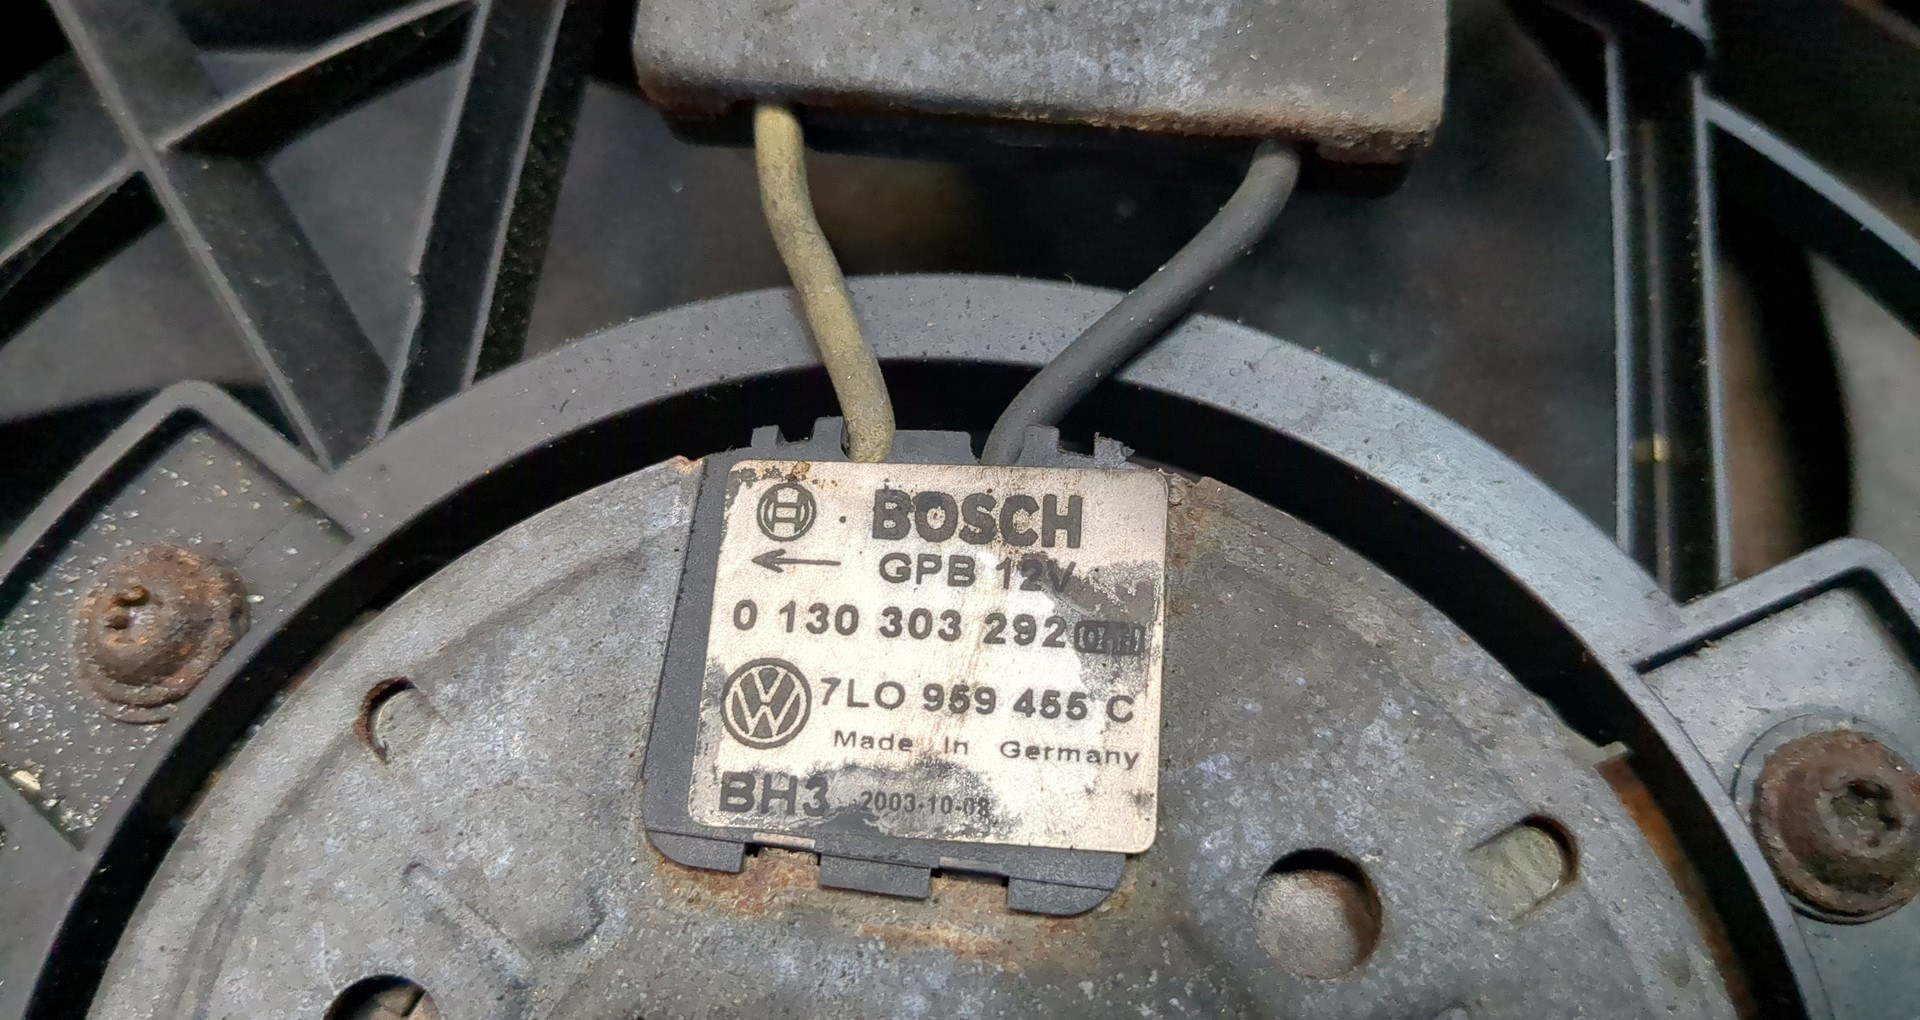 BOSCH
GPB 12V
0 130 303 292
7LO 959 455 C
Made in Germany
BH3 2003-10-08